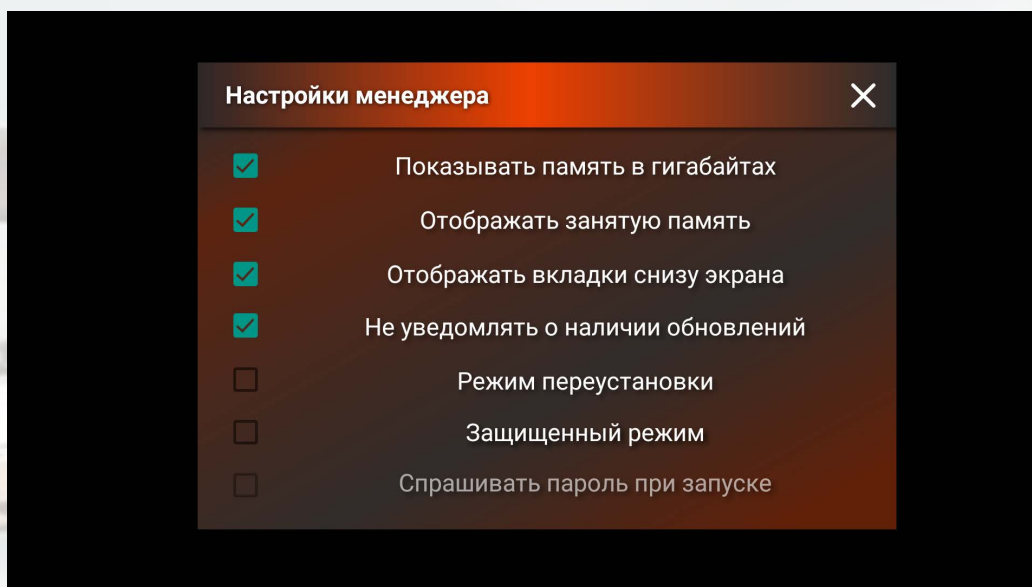 Настройки менеджера
Показывать память в гигабайтах
Отображать занятую память
Отображать вкладки снизу экрана
Не уведомлять о наличии обновлений
Режим переустановки
Защищенный режим
Спрашивать пароль при запуске